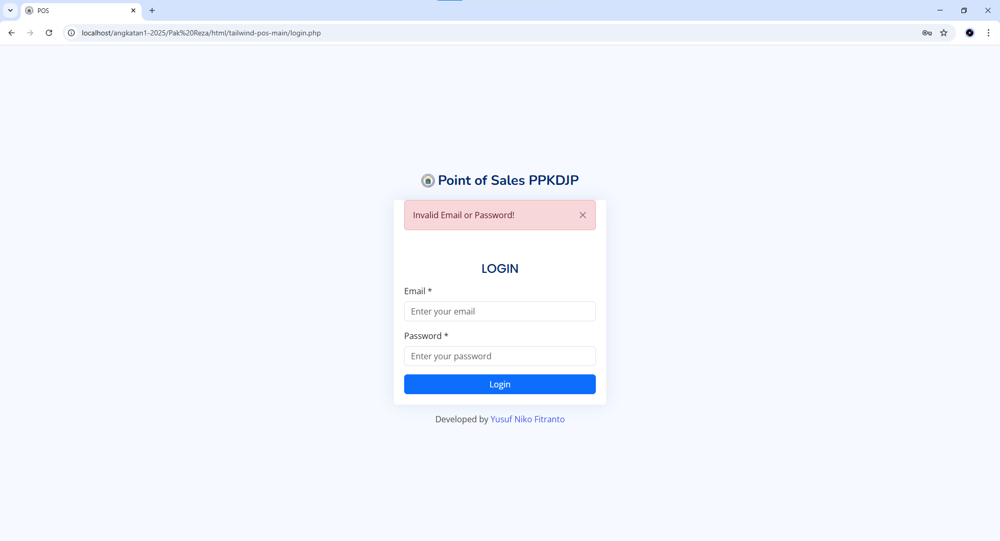 POS
localhost/angkatan1-2025/Pak%20Reza/html/tailwind-pos-main/login.php
Point of Sales PPKDJP
Invalid Email or Password!
LOGIN
Email *
Enter your email
Password *
Enter your password
Login
Developed by Yusuf Niko Fitranto